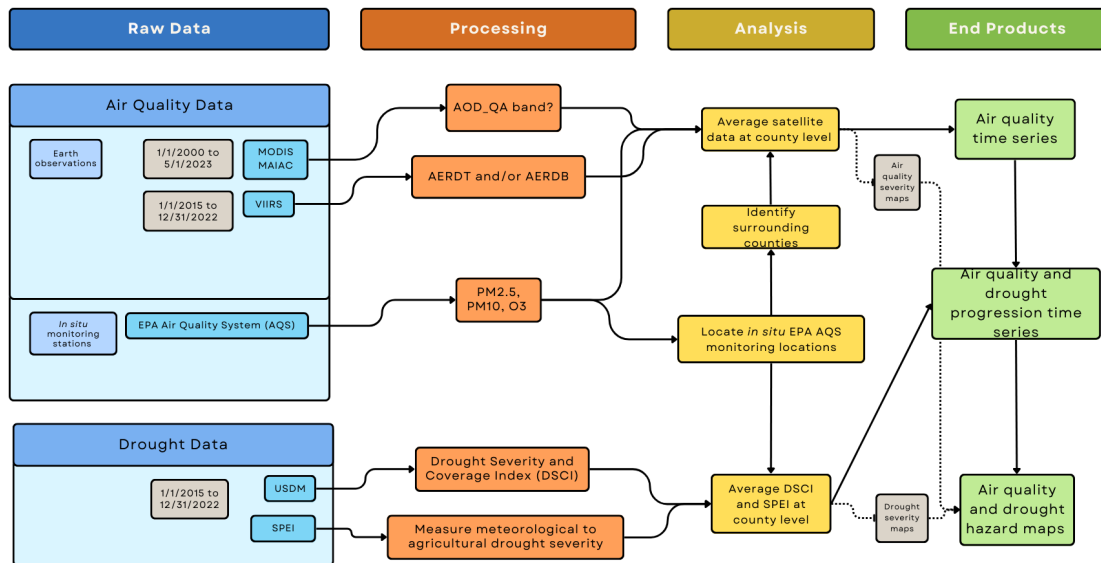 Raw Data
Processing
Analysis
End Products
Air Quality Data
Earth
observations
1/1/2000 to
5/1/2023
MODIS
MAIAC
1/1/2015 to
12/31/2022
VIIRS
In situ
monitoring
stations
EPA Air Quality System (AQS)
Drought Data
1/1/2015 to
12/31/2022
USDM
SPEI
AOD_QA band?
AERDT and/or AERDB
PM2.5,
PM10, O3
Drought Severity and
Coverage Index (DSCI)
Measure meteorological to
agricultural drought severity
Average satellite
data at county level
Identify
surrounding
counties
Locate in situ EPA AQS
monitoring locations
Average DSCI
and SPEI at
county level
Air
quality
severity
maps
Drought
severity
maps
Air quality
time series
Air quality and
drought
progression time
series
Air quality
and drought
hazard maps